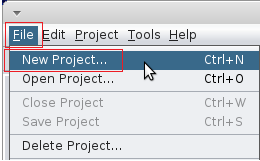 File Edit Project Tools Help
New Project... Ctrl+N
Open Project... Ctrl+O
Close Project Ctrl+W
Save Project Ctrl+S
Delete Project...